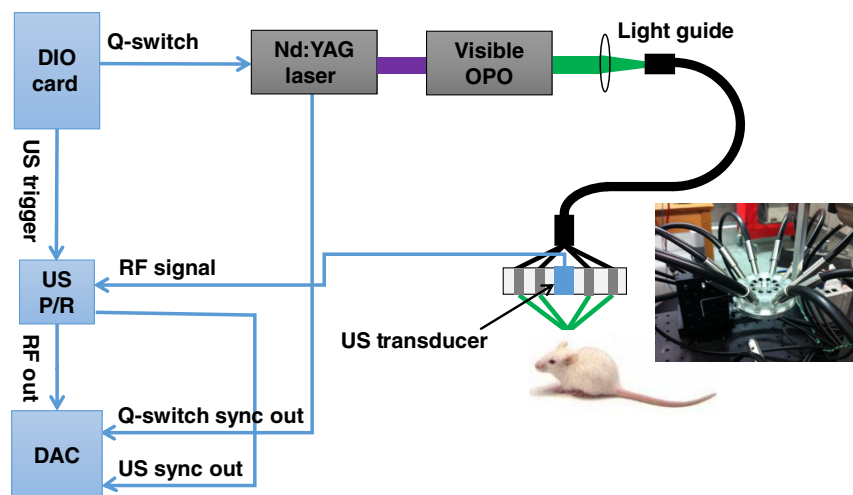 DIO
card
Q-switch
Nd:YAG
laser
Visible
OPO
Light guide
US trigger
US
P/R
RF signal
US transducer
RF out
Q-switch sync out
DAC
US sync out